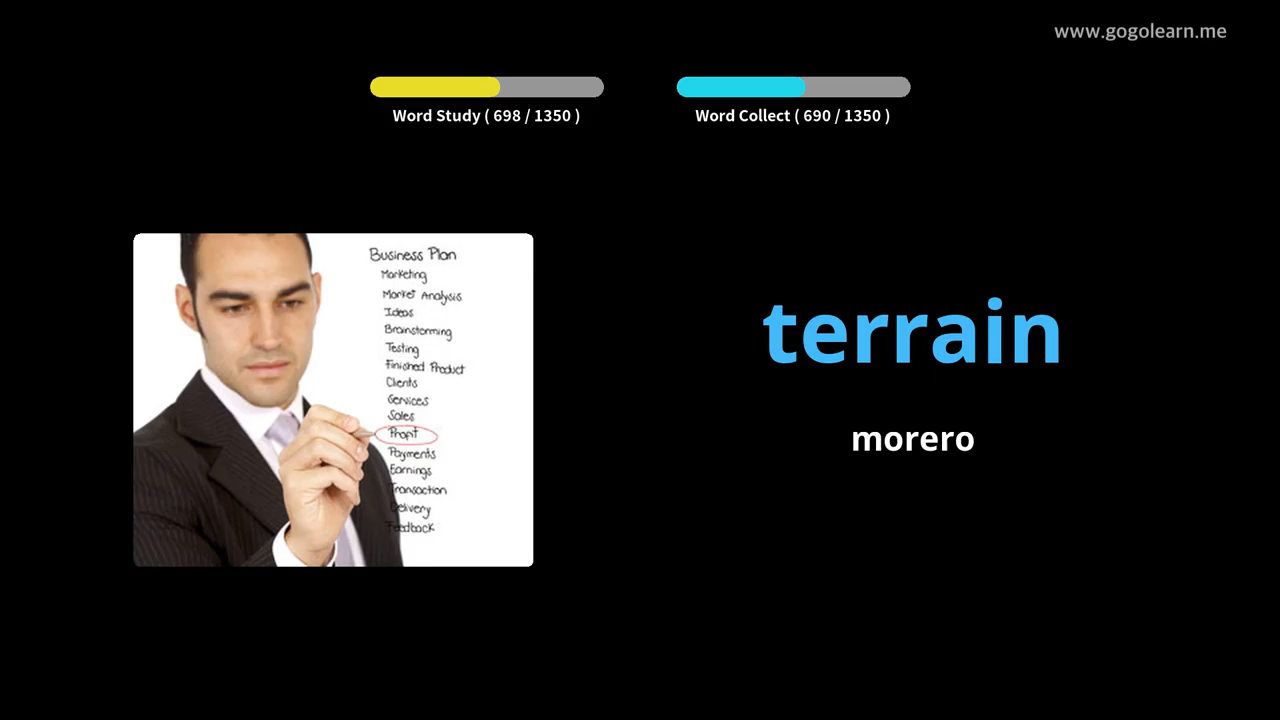 www.gogolearn.me
Word Study ( 698 / 1350 )
Word Collect ( 690 / 1350 )
Business Plan
Marketing
Market Analysis
Ideas
Brainstorming
Testing
Finished Product
Clients
Services
Sales
Profit
Payments
Earnings
Transaction
Delivery
Feedback
terrain
morero